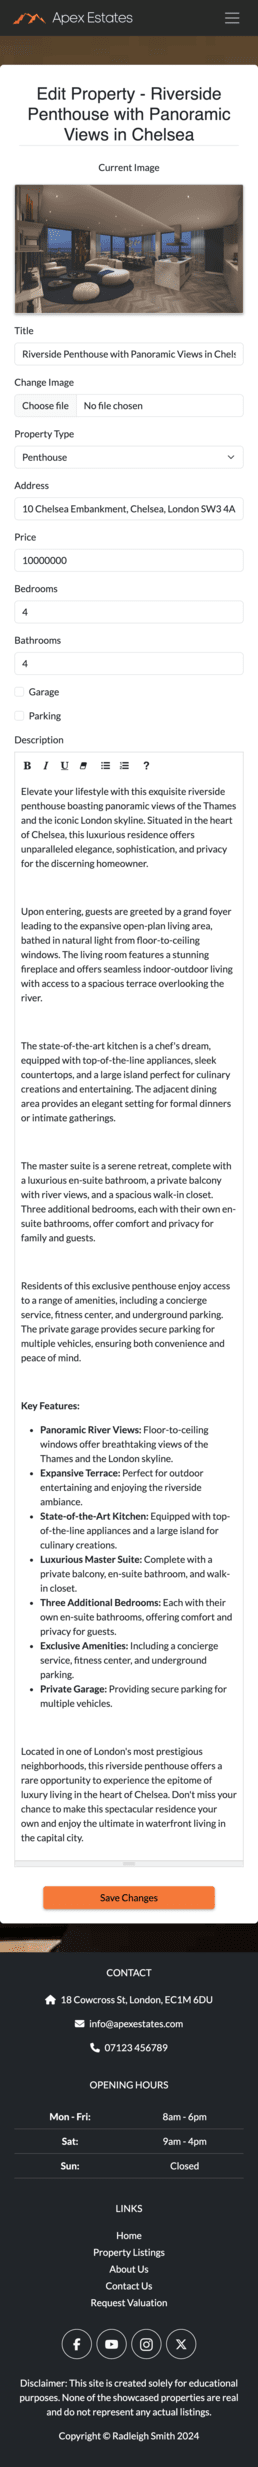 Apex Estates
Edit Property - Riverside
Penthouse with Panoramic
Views in Chelsea
Current Image
Title
Riverside Penthouse with Panoramic Views in Chels
Change Image
Choose file No file chosen
Property Type
Penthouse
Address
10 Chelsea Embankment, Chelsea, London SW3 4A
Price
10000000
Bedrooms
4
Bathrooms
4
Garage
Parking
Description
B I U ?
Elevate your lifestyle with this exquisite riverside
penthouse boasting panoramic views of the Thames
and the iconic London skyline. Situated in the heart
of Chelsea, this luxurious residence offers
unparalleled elegance, sophistication, and privacy
for the discerning homeowner.
Upon entering, guests are greeted by a grand foyer
leading to the expansive open-plan living area,
bathed in natural light from floor-to-ceiling
windows. The living room features a stunning
fireplace and offers seamless indoor-outdoor living
with access to a spacious terrace overlooking the
river.
The state-of-the-art kitchen is a chef's dream,
equipped with top-of-the-line appliances, sleek
countertops, and a large island perfect for culinary
creations and entertaining. The adjacent dining
area provides an elegant setting for formal dinners
or intimate gatherings.
The master suite is a serene retreat, complete with
a luxurious en-suite bathroom, a private balcony
with river views, and a spacious walk-in closet.
Three additional bedrooms, each with their own en-
suite bathrooms, offer comfort and privacy for
family and guests.
Residents of this exclusive penthouse enjoy access
to a range of amenities, including a concierge
service, fitness center, and underground parking.
The private garage provides secure parking for
multiple vehicles, ensuring both convenience and
peace of mind.
Key Features:
• Panoramic River Views: Floor-to-ceiling
windows offer breathtaking views of the
Thames and the London skyline.
• Expansive Terrace: Perfect for outdoor
entertaining and enjoying the riverside
ambiance.
• State-of-the-Art Kitchen: Equipped with top-
of-the-line appliances and a large island for
culinary creations.
• Luxurious Master Suite: Complete with a
private balcony, en-suite bathroom, and walk-
in closet.
• Three Additional Bedrooms: Each with their
own en-suite bathrooms, offering comfort and
privacy for guests.
• Exclusive Amenities: Including a concierge
service, fitness center, and underground
parking.
• Private Garage: Providing secure parking for
multiple vehicles.
Located in one of London's most prestigious
neighborhoods, this riverside penthouse offers a
rare opportunity to experience the epitome of
luxury living in the heart of Chelsea. Don't miss your
chance to make this spectacular residence your
own and enjoy the ultimate in waterfront living in
the capital city.
Save Changes
CONTACT
18 Cowcross St, London, EC1M 6DU
info@apexestates.com
07123 456789
OPENING HOURS
Mon - Fri: 8am - 6pm
Sat: 9am - 4pm
Sun: Closed
LINKS
Home
Property Listings
About Us
Contact Us
Request Valuation
Disclaimer: This site is created solely for educational
purposes. None of the showcased properties are real
and do not represent any actual listings.
Copyright © Radleigh Smith 2024